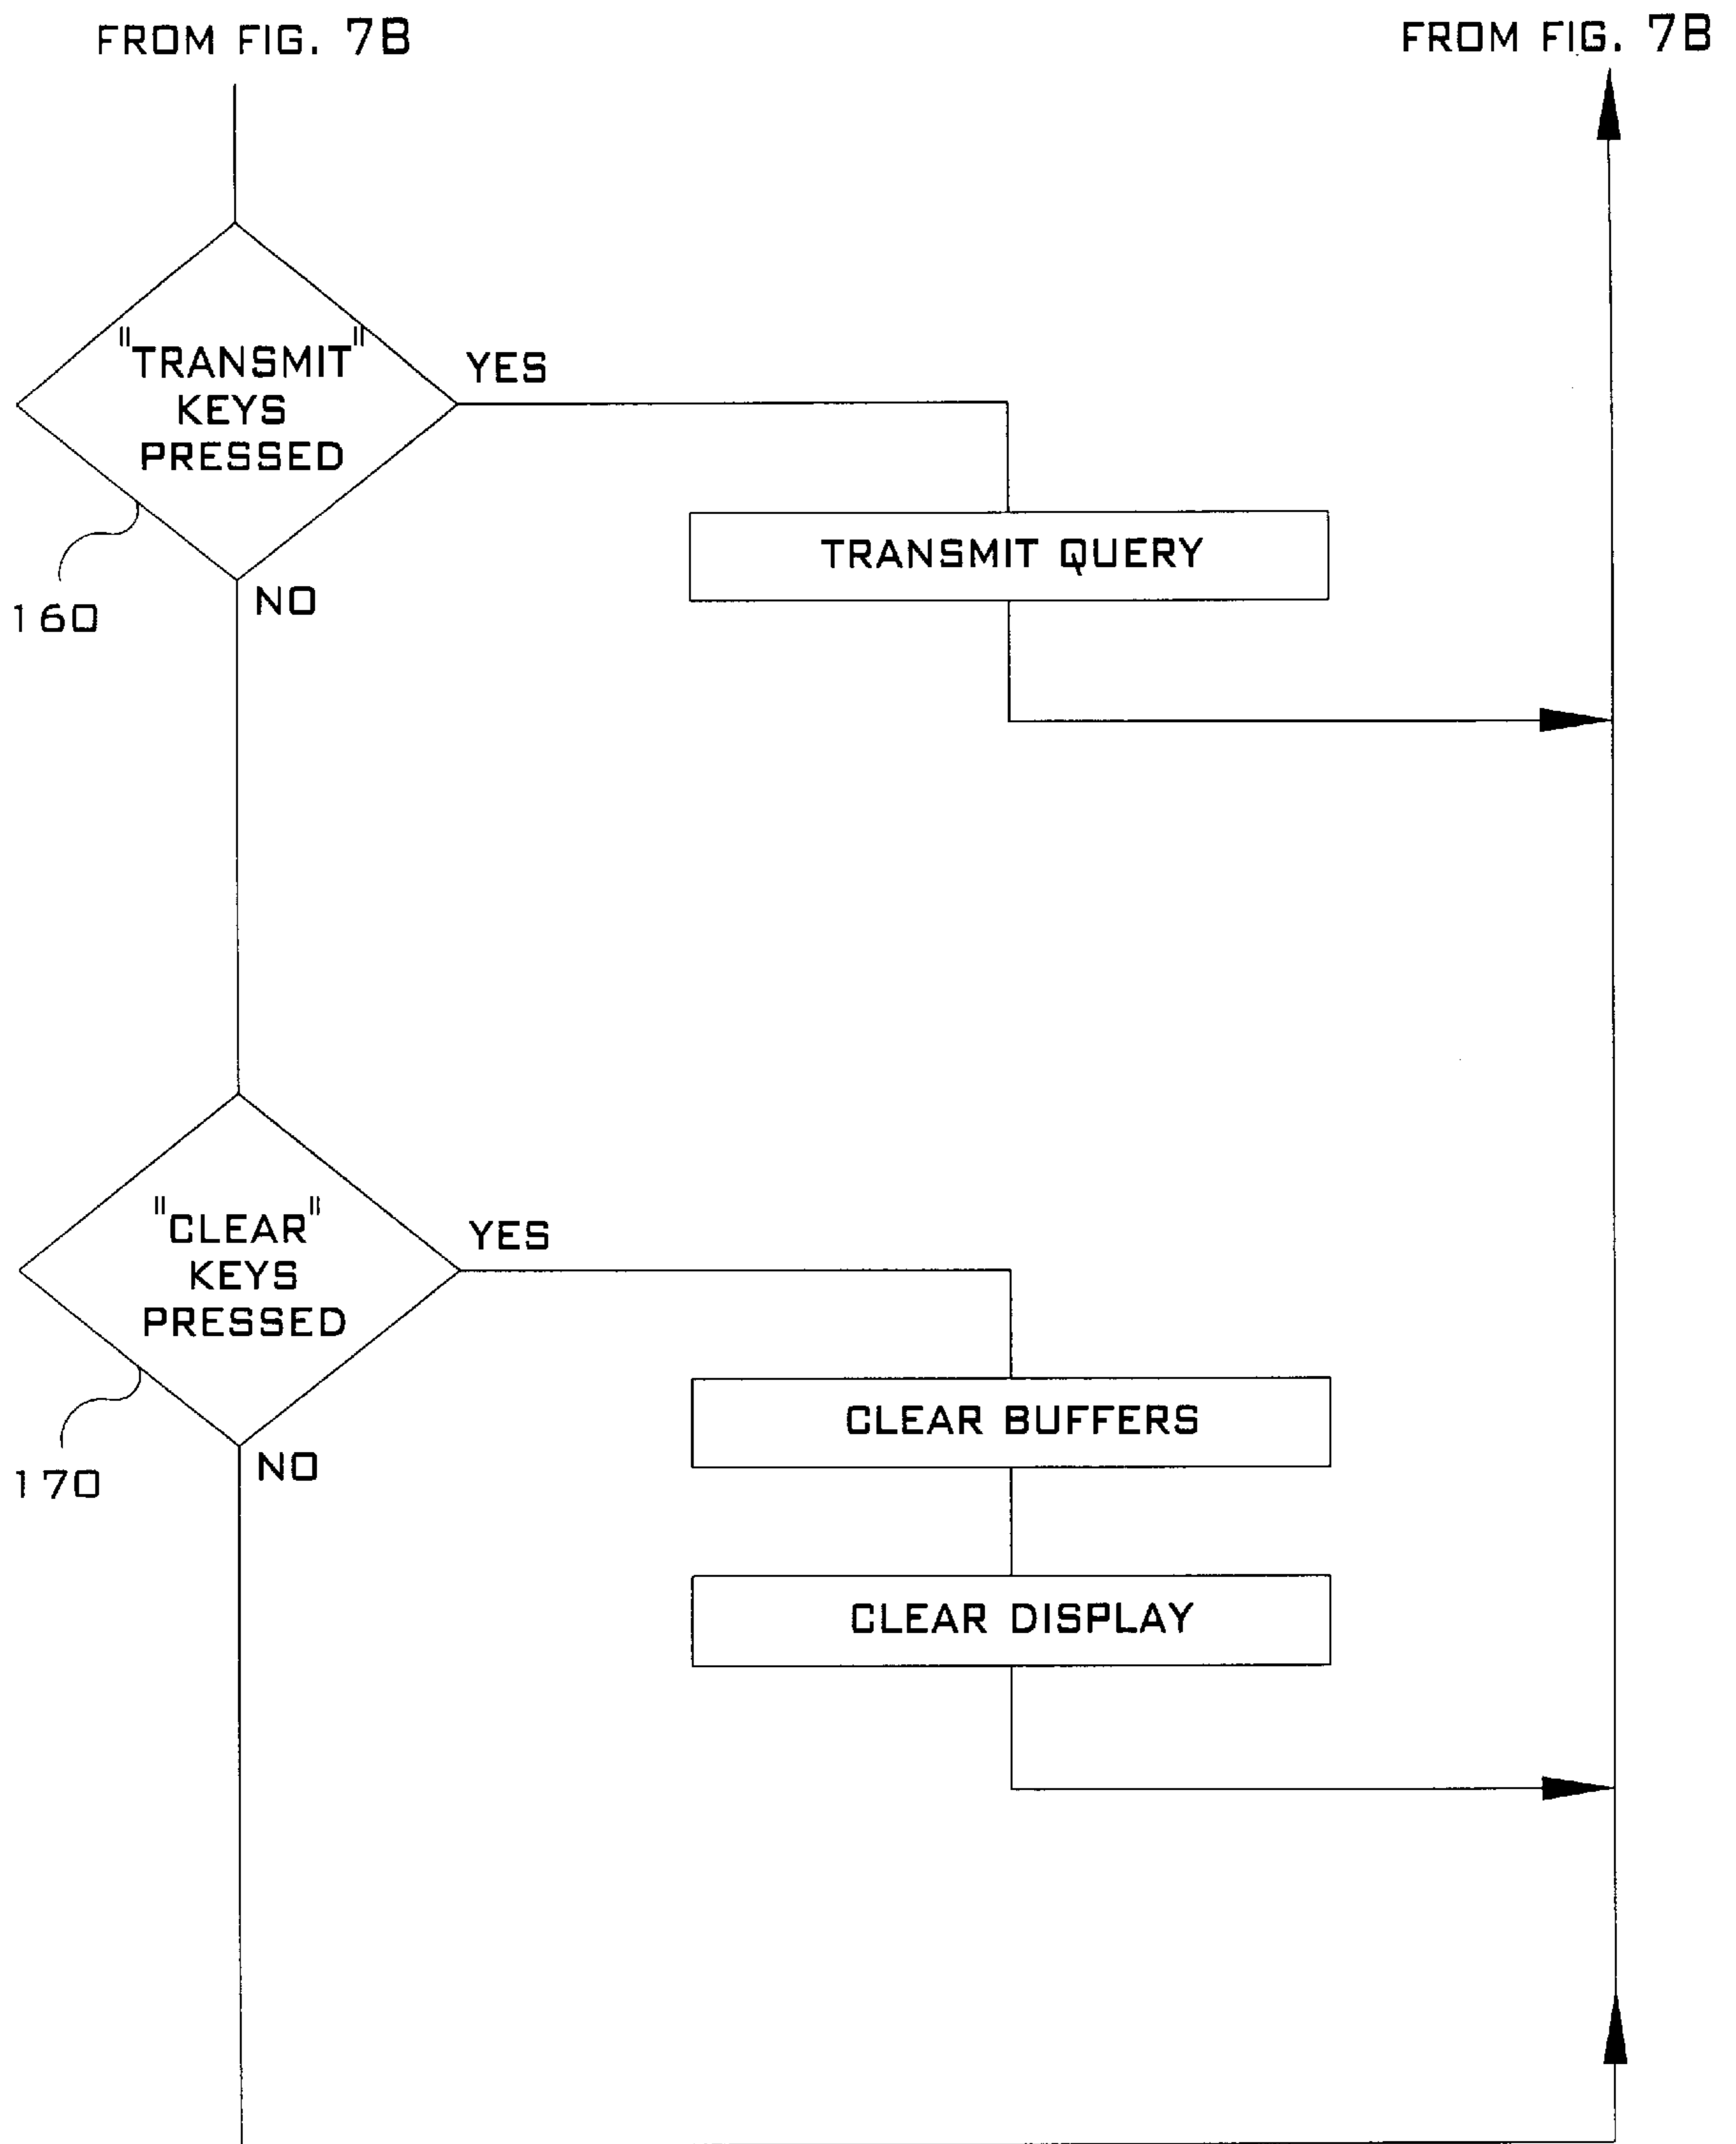 FROM FIG. 7B
FROM FIG. 7B
"TRANSMIT"
KEYS
PRESSED
YES
TRANSMIT QUERY
160
NO
"CLEAR"
KEYS
PRESSED
YES
CLEAR BUFFERS
170
NO
CLEAR DISPLAY